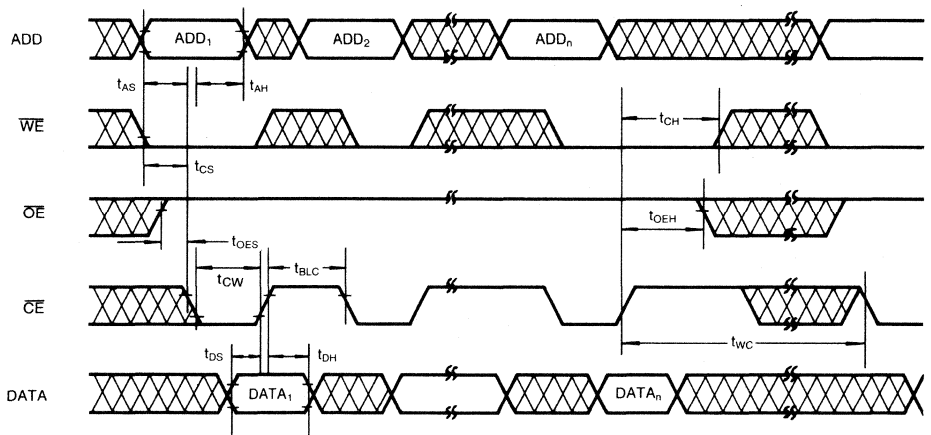 ADD ADD₁ ADD₂ ADDₙ
tAS tAH
WE tCH
tCS
OE tOEH
tOES
tCW tBLC
CE
tWC
tDS tDH
DATA DATA₁ DATAₙ